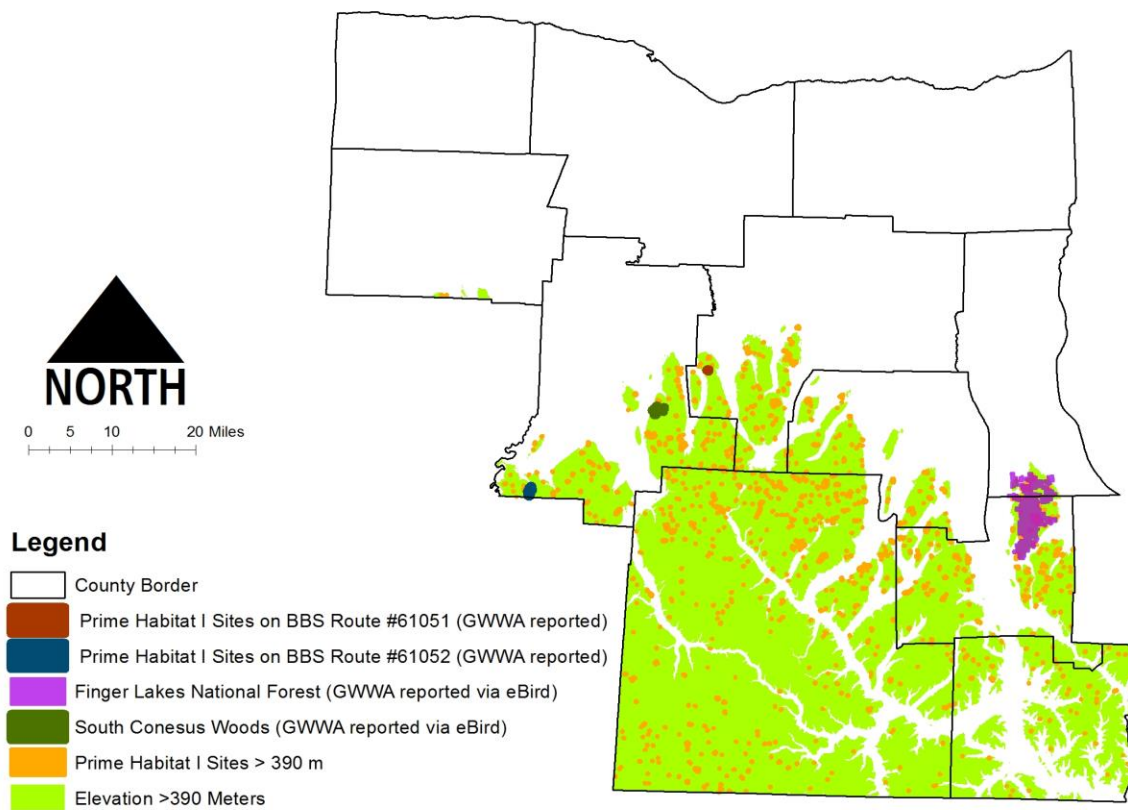 NORTH
0 5 10 20 Miles
Legend
County Border
Prime Habitat I Sites on BBS Route #61051 (GWWA reported)
Prime Habitat I Sites on BBS Route #61052 (GWWA reported)
Finger Lakes National Forest (GWWA reported via eBird)
South Conesus Woods (GWWA reported via eBird)
Prime Habitat I Sites > 390 m
Elevation >390 Meters